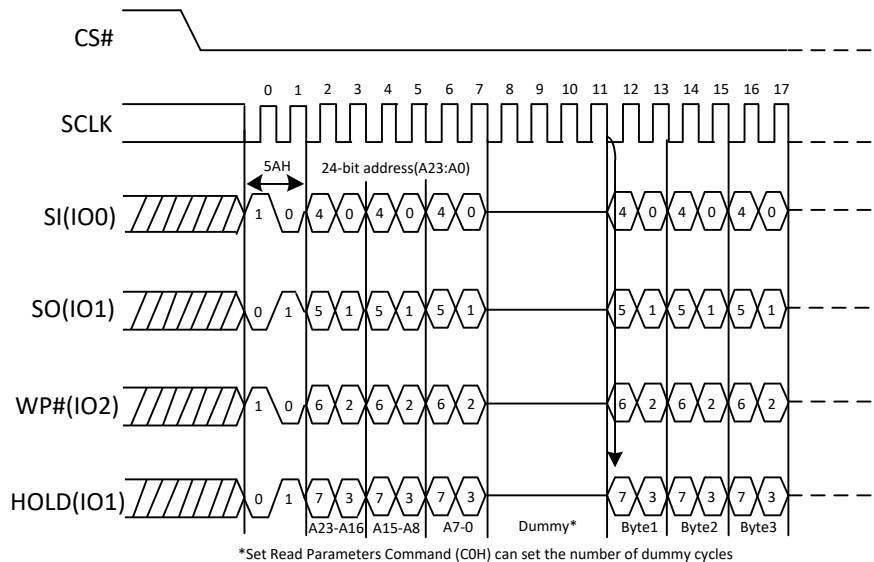 CS#
0 1 2 3 4 5 6 7 8 9 10 11 12 13 14 15 16 17
SCLK
5AH 24-bit address(A23:A0)
SI(IO0) 1 0 4 0 4 0 4 0 4 0 4 0 4 0
SO(IO1) 0 1 5 1 5 1 5 1 5 1 5 1 5 1
WP#(IO2) 1 0 6 2 6 2 6 2 6 2 6 2 6 2
HOLD(IO1) 0 1 7 3 7 3 7 3 7 3 7 3 7 3
A23-A16 A15-A8 A7-0 Dummy* Byte1 Byte2 Byte3
*Set Read Parameters Command (C0H) can set the number of dummy cycles